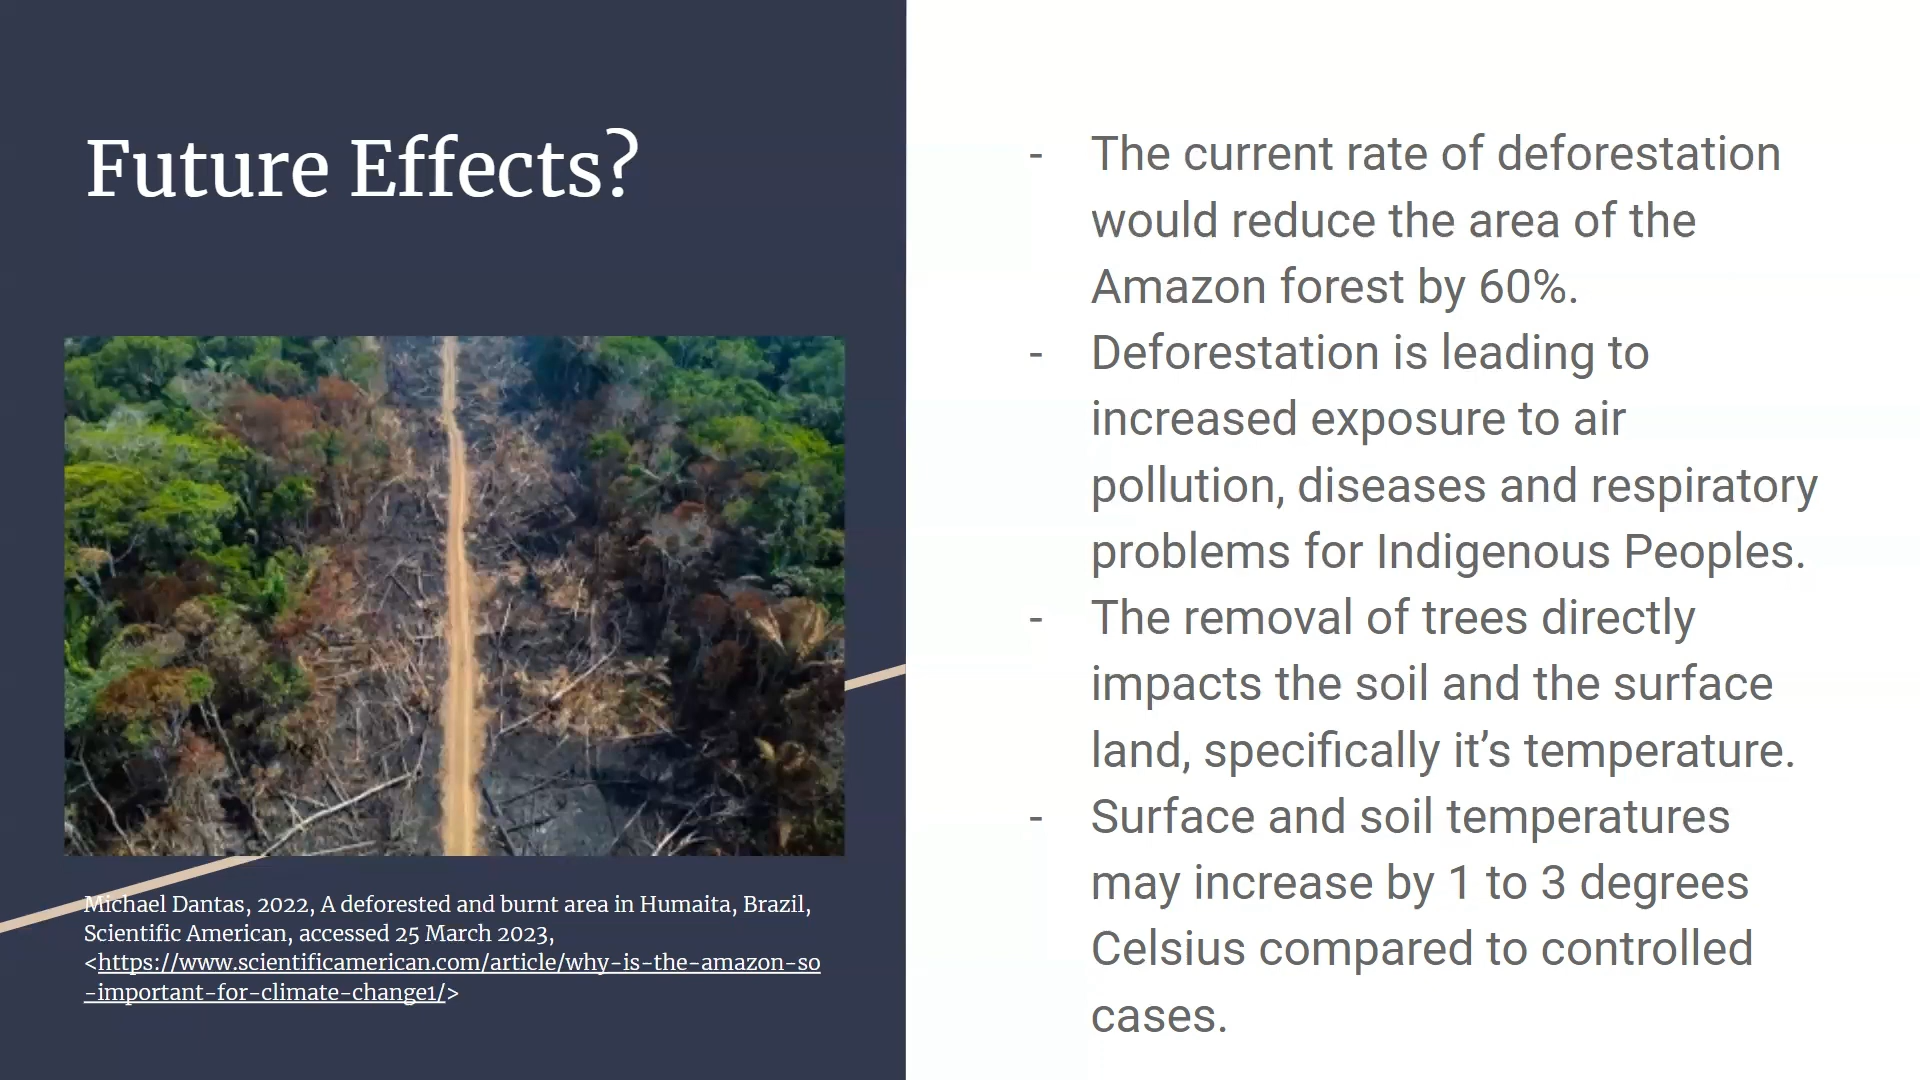 Future Effects?
Michael Dantas, 2022, A deforested and burnt area in Humaita, Brazil,
Scientific American, accessed 25 March 2023,
<https://www.scientificamerican.com/article/why-is-the-amazon-so
-important-for-climate-change1/>
- The current rate of deforestation
would reduce the area of the
Amazon forest by 60%.
- Deforestation is leading to
increased exposure to air
pollution, diseases and respiratory
problems for Indigenous Peoples.
- The removal of trees directly
impacts the soil and the surface
land, specifically it’s temperature.
- Surface and soil temperatures
may increase by 1 to 3 degrees
Celsius compared to controlled
cases.